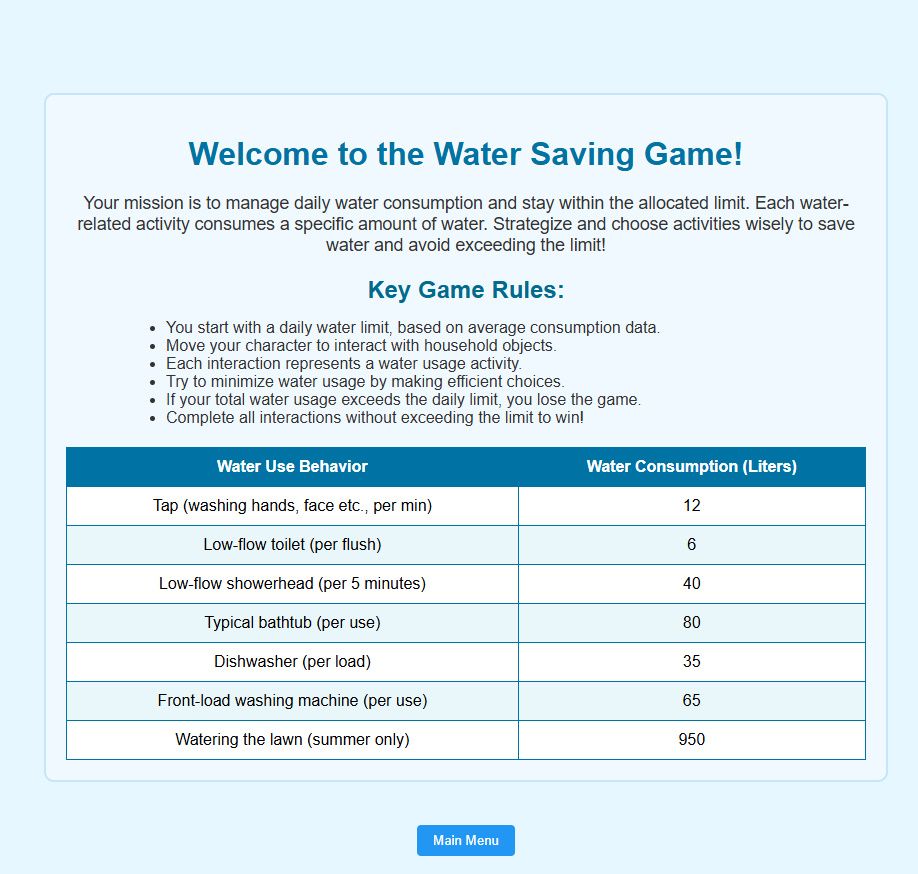 Welcome to the Water Saving Game!
Your mission is to manage daily water consumption and stay within the allocated limit. Each water-
related activity consumes a specific amount of water. Strategize and choose activities wisely to save
water and avoid exceeding the limit!
Key Game Rules:
• You start with a daily water limit, based on average consumption data.
• Move your character to interact with household objects.
• Each interaction represents a water usage activity.
• Try to minimize water usage by making efficient choices.
• If your total water usage exceeds the daily limit, you lose the game.
• Complete all interactions without exceeding the limit to win!
Water Use Behavior Water Consumption (Liters)
Tap (washing hands, face etc., per min) 12
Low-flow toilet (per flush) 6
Low-flow showerhead (per 5 minutes) 40
Typical bathtub (per use) 80
Dishwasher (per load) 35
Front-load washing machine (per use) 65
Watering the lawn (summer only) 950
Main Menu